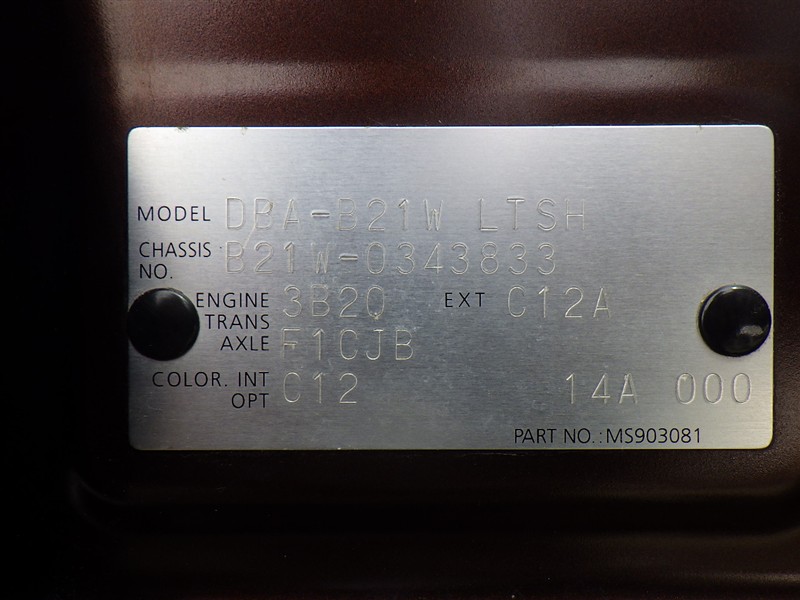 MODEL DBA-B21W LTSH
CHASSIS NO. B21W-0343833
ENGINE 3B20 EXT C12A
TRANS AXLE F1CJB
COLOR. INT OPT C12 14A 000
PART NO.:MS903081